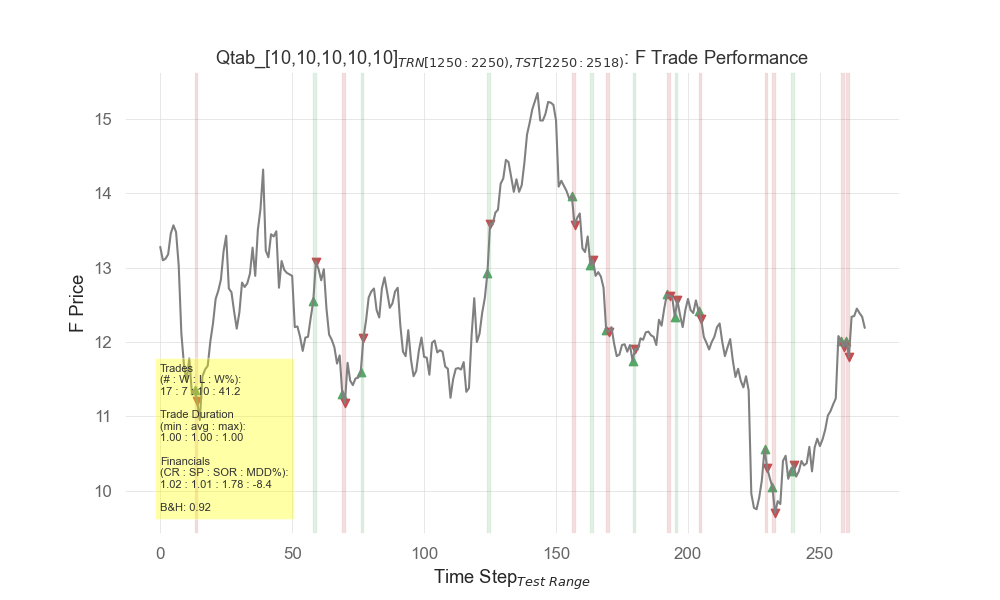 Qtab_[10,10,10,10,10]TRN[1250:2250),TST[2250:2518): F Trade Performance
15
14
13
12
11
10
F Price
Trades
(# : W : L : W%):
17 : 7 : 10 : 41.2
Trade Duration
(min : avg : max):
1.00 : 1.00 : 1.00
Financials
(CR : SP : SOR : MDD%):
1.02 : 1.01 : 1.78 : -8.4
B&H: 0.92
0 50 100 150 200 250
Time StepTest Range